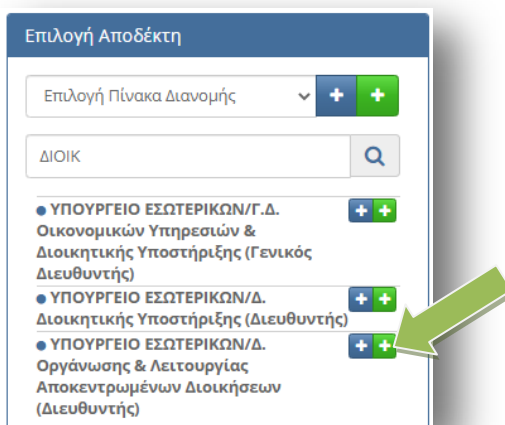 Επιλογή Αποδέκτη
Επιλογή Πίνακα Διανομής
ΔΙΟΙΚ
ΥΠΟΥΡΓΕΙΟ ΕΣΩΤΕΡΙΚΩΝ/Γ.Δ.
Οικονομικών Υπηρεσιών &
Διοικητικής Υποστήριξης (Γενικός
Διευθυντής)
ΥΠΟΥΡΓΕΙΟ ΕΣΩΤΕΡΙΚΩΝ/Δ.
Διοικητικής Υποστήριξης (Διευθυντής)
ΥΠΟΥΡΓΕΙΟ ΕΣΩΤΕΡΙΚΩΝ/Δ.
Οργάνωσης & Λειτουργίας
Αποκεντρωμένων Διοικήσεων
(Διευθυντής)